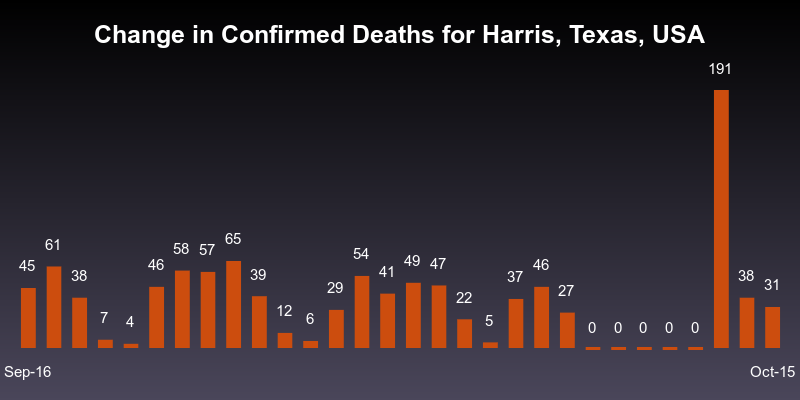 Change in Confirmed Deaths for Harris, Texas, USA
45 61 38 7 4 46 58 57 65 39 12 6 29 54 41 49 47 22 5 37 46 27 0 0 0 0 0 191 38 31
Sep-16 Oct-15